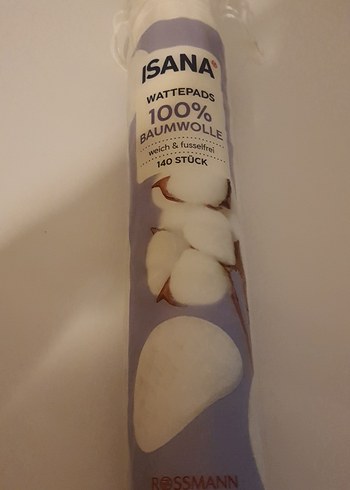 ISANA®
WATTEPADS
100%
BAUMWOLLE
weich & fusselfrei
140 STÜCK
ROSSMANN